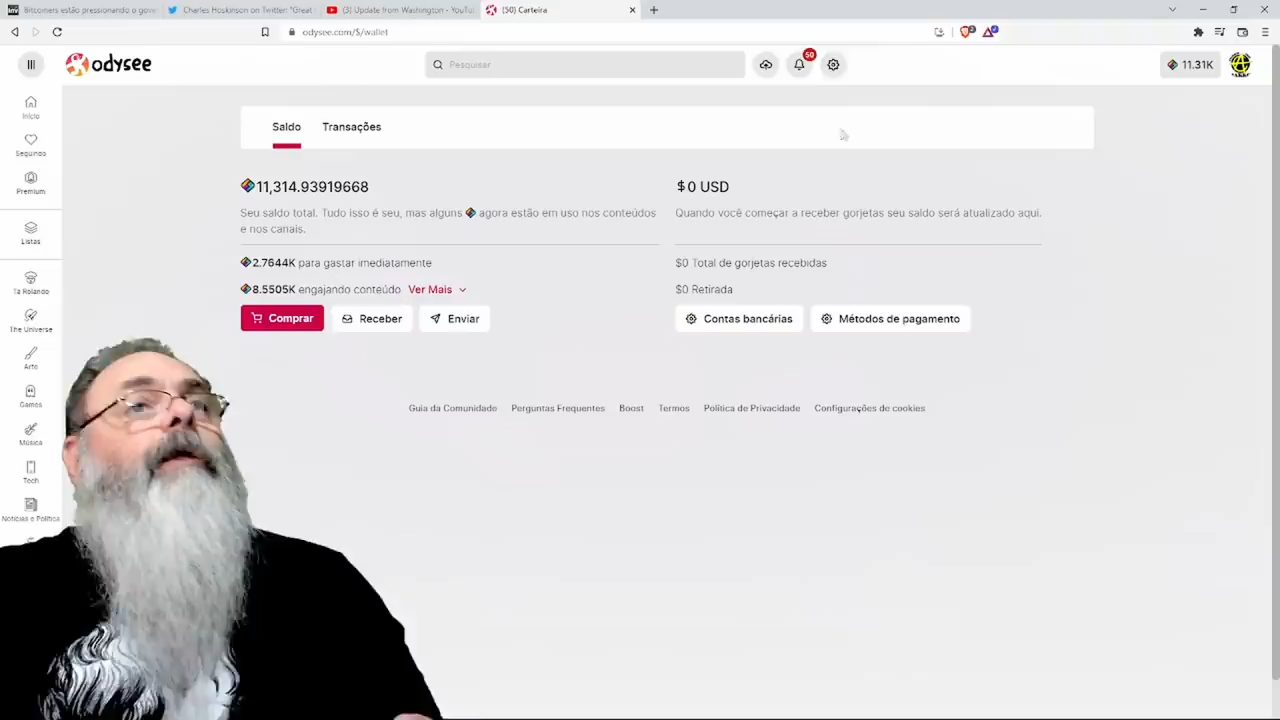 Bitcoiners estão pressionando o gove
Charles Hoskinson on Twitter: "Great
(3) Update from Washington - YouTu
(50) Carteira
odysee.com/$/wallet
odysee
Pesquisar
50
11.31K
Início
Seguindo
Premium
Listas
Tá Rolando
The Universe
Arte
Games
Música
Tech
Notícias e Política
Saldo
Transações
11,314.93919668
Seu saldo total. Tudo isso é seu, mas alguns agora estão em uso nos conteúdos
e nos canais.
2.7644K para gastar imediatamente
8.5505K engajando conteúdo Ver Mais
Comprar
Receber
Enviar
$0 USD
Quando você começar a receber gorjetas seu saldo será atualizado aqui.
$0 Total de gorjetas recebidas
$0 Retirada
Contas bancárias
Métodos de pagamento
Guia da Comunidade
Perguntas Frequentes
Boost
Termos
Política de Privacidade
Configurações de cookies